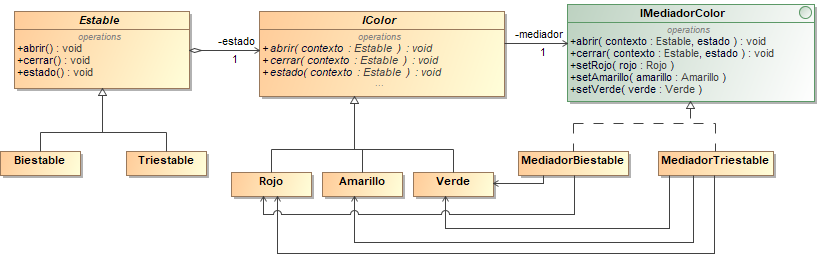 Estable
operations
+abrir() : void
+cerrar() : void
+estado() : void
-estado
1
IColor
operations
+abrir( contexto : Estable ) : void
+cerrar( contexto : Estable ) : void
+estado( contexto : Estable ) : void
...
-mediador
1
IMediadorColor
operations
+abrir( contexto : Estable, estado ) : void
+cerrar( contexto : Estable, estado ) : void
+setRojo( rojo : Rojo )
+setAmarillo( amarillo : Amarillo )
+setVerde( verde : Verde )
Biestable
Triestable
MediadorBiestable
MediadorTriestable
Rojo
Amarillo
Verde